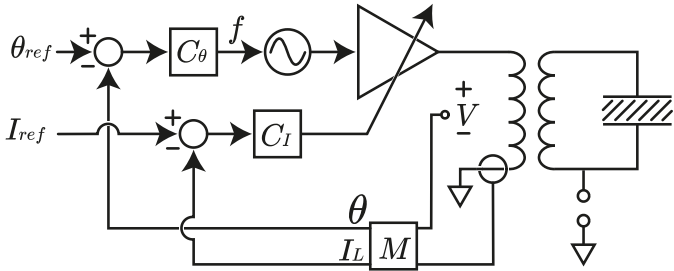 f
θref + − Cθ
+ V −
Iref + − CI
θ
IL M